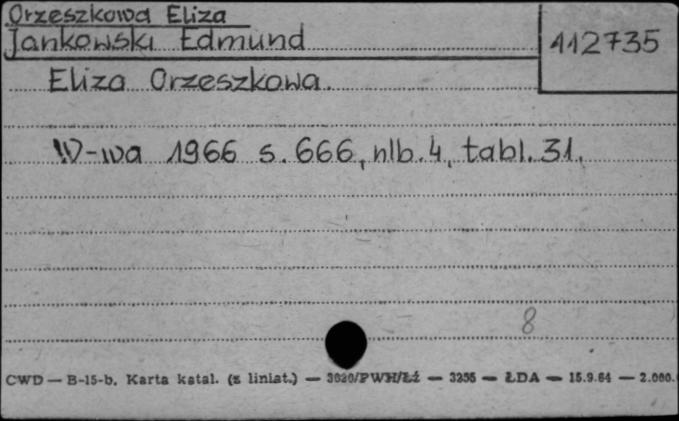 Orzeszkowa Eliza
Jankowski Edmund
112735
Eliza Orzeszkowa.
W-wa 1966 s. 666, nlb. 4, tabl. 31.
8
CWD — B-15-b. Karta katal. (z liniat.) — 3020/PWH/Łź — 3255 — ŁDA — 15.9.64 — 2.000.